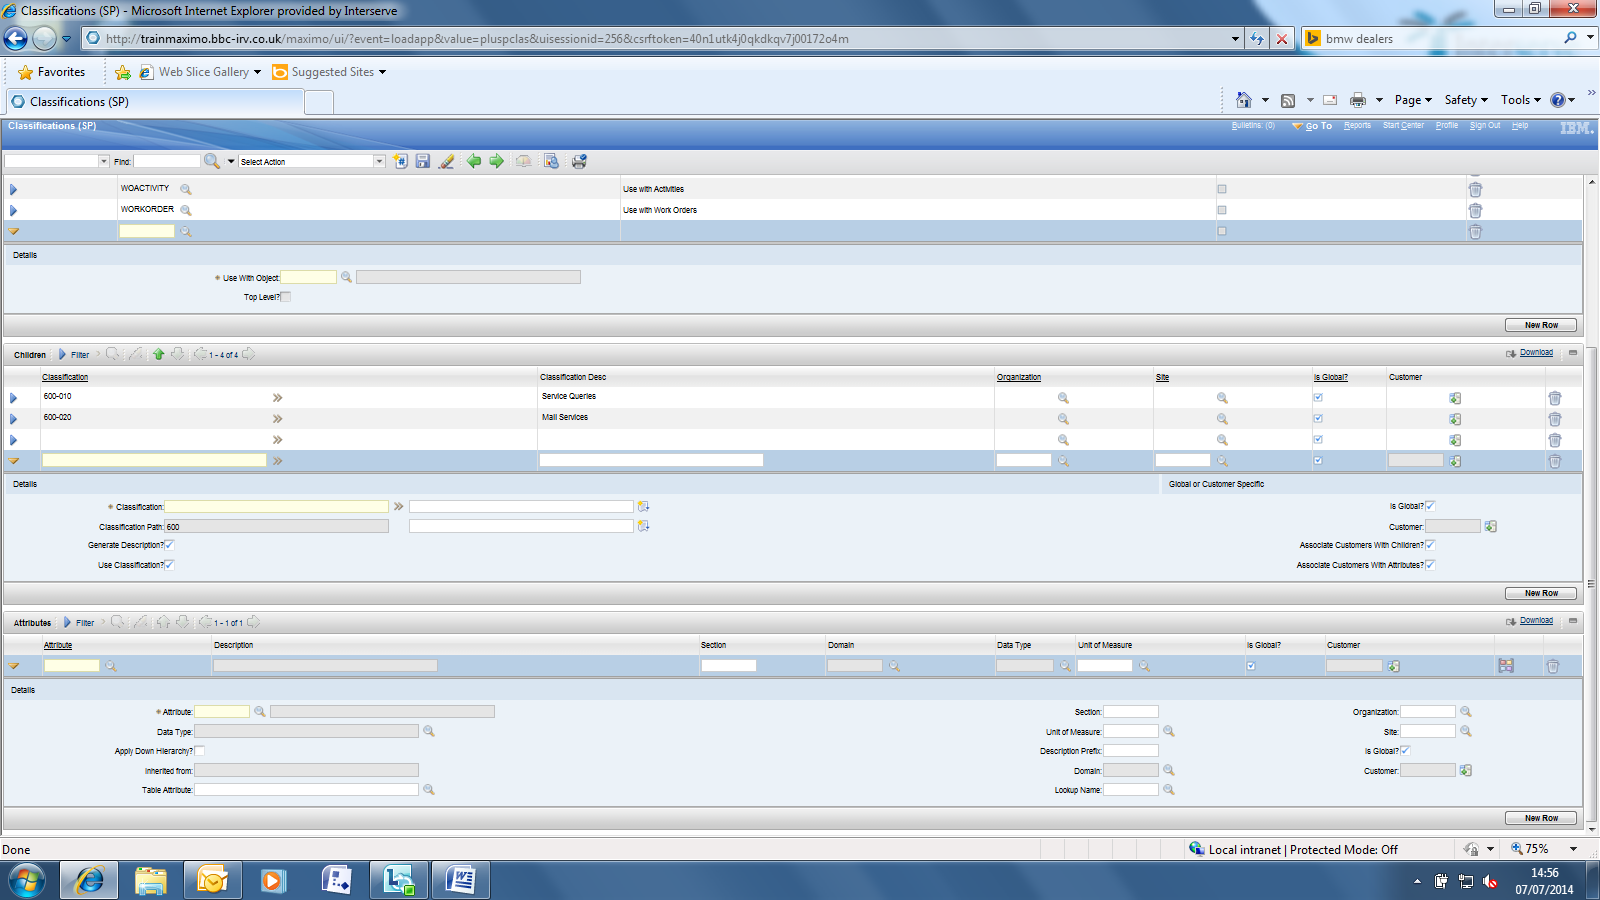 Classifications (SP) - Microsoft Internet Explorer provided by Interserve
http://trainmaximo.bbc-irv.co.uk/maximo/ui/?event=loadapp&value=pluspclas&uisessionid=256&csrftoken=40n1utk4j0qkdkqv7j00172o4m
bmw dealers
Favorites Web Slice Gallery Suggested Sites
Classifications (SP)
Page Safety Tools
Classifications (SP) Bulletins: (0) Go To Reports Start Center Profile Sign Out Help IBM.
Find: Select Action
WOACTIVITY Use with Activities
WORKORDER Use with Work Orders
Details
* Use With Object:
Top Level?
New Row
Children Filter 1 - 4 of 4 Download
Classification Classification Desc Organization Site Is Global? Customer
600-010 Service Queries
600-020 Mail Services
Details Global or Customer Specific
* Classification: Is Global?
Classification Path: 600 Customer:
Generate Description? Associate Customers With Children?
Use Classification? Associate Customers With Attributes?
New Row
Attributes Filter 1 - 1 of 1 Download
Attribute Description Section Domain Data Type Unit of Measure Is Global? Customer
Details
* Attribute: Section: Organization:
Data Type: Unit of Measure: Site:
Apply Down Hierarchy? Description Prefix: Is Global?
Inherited from: Domain: Customer:
Table Attribute: Lookup Name:
New Row
Done Local intranet | Protected Mode: Off 75%
14:56
07/07/2014